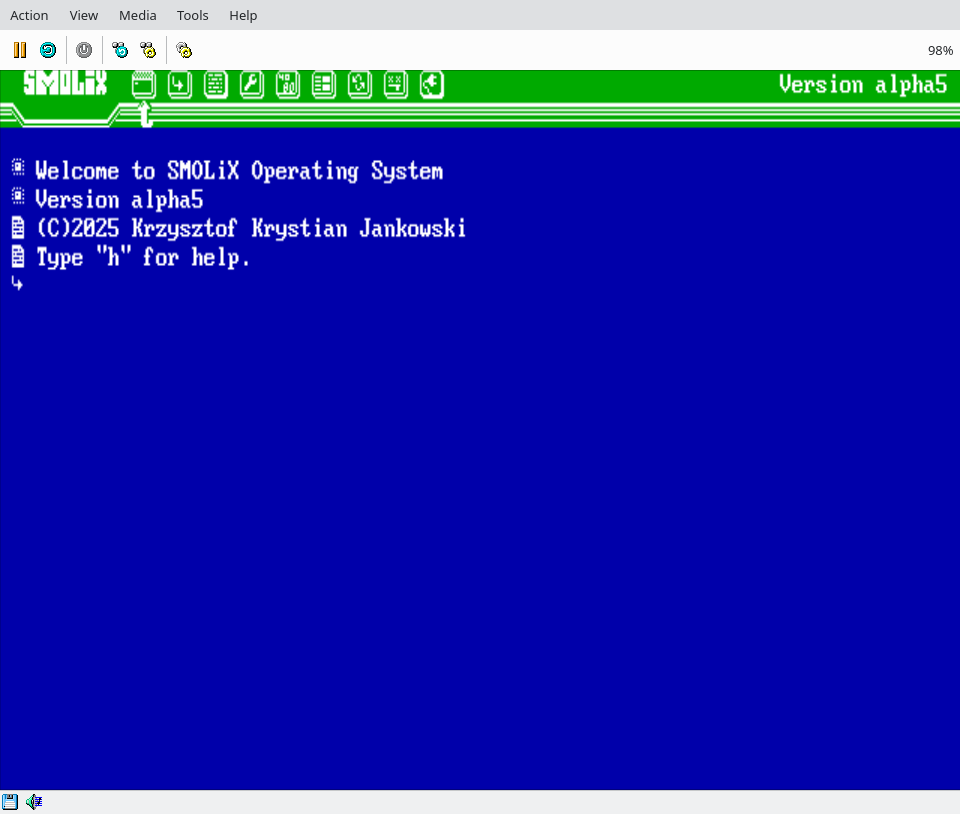 Action View Media Tools Help
98%
SMOLiX
Version alpha5
Welcome to SMOLiX Operating System
Version alpha5
(C)2025 Krzysztof Krystian Jankowski
Type "h" for help.